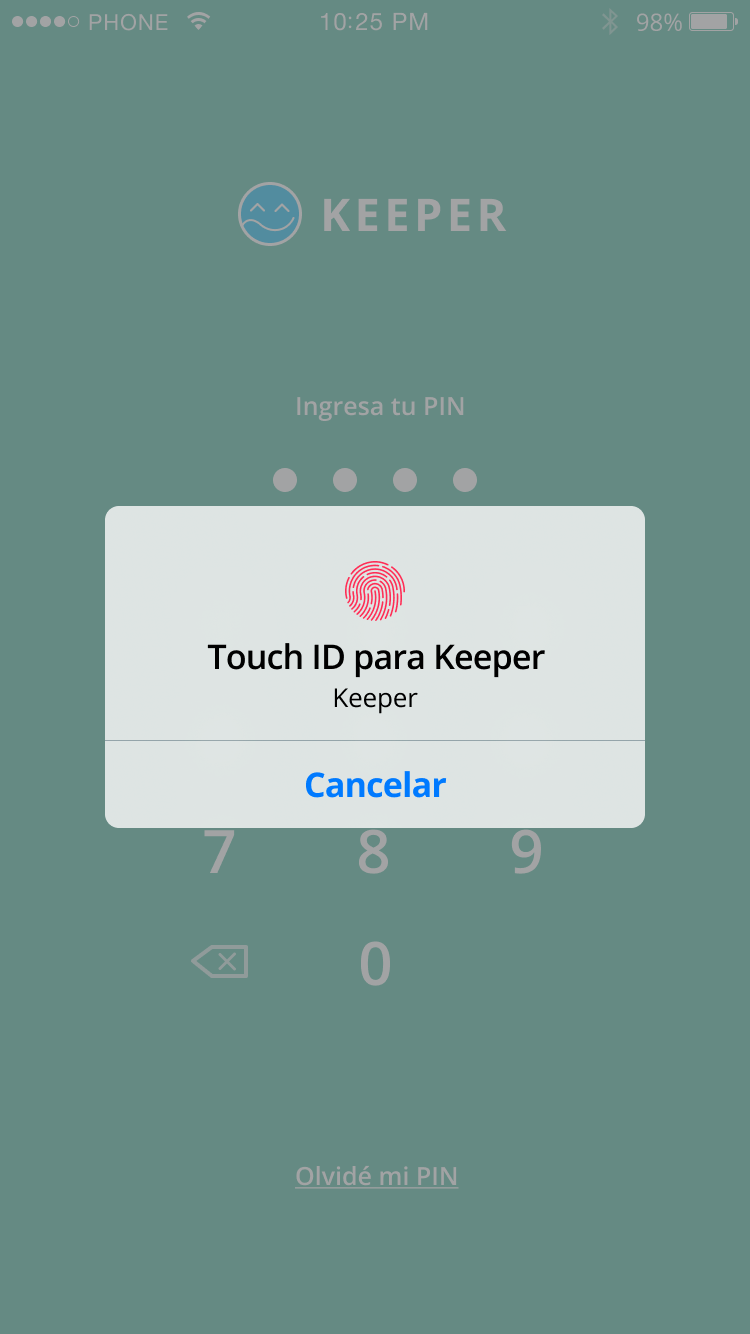 PHONE 10:25 PM 98%
KEEPER
Ingresa tu PIN
Touch ID para Keeper
Keeper
Cancelar
7 8 9
0
Olvidé mi PIN